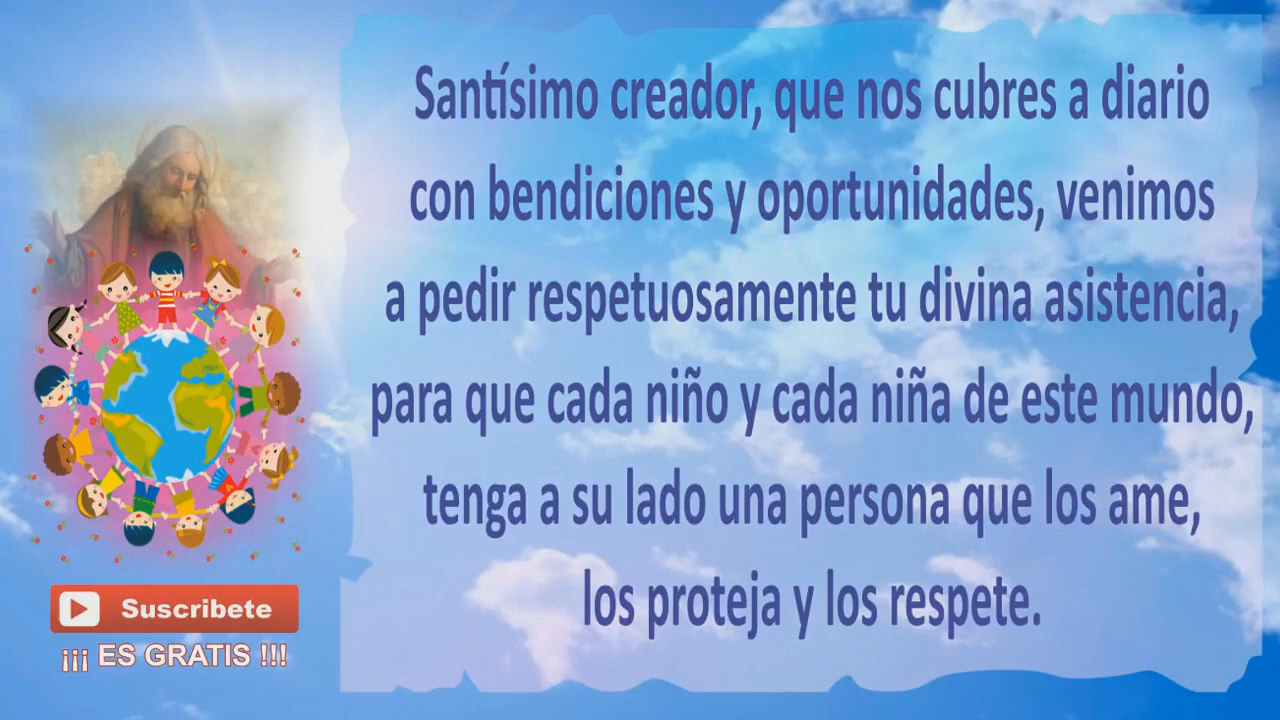 Santísimo creador, que nos cubres a diario
con bendiciones y oportunidades, venimos
a pedir respetuosamente tu divina asistencia,
para que cada niño y cada niña de este mundo,
tenga a su lado una persona que los ame,
los proteja y los respete.
Suscribete
¡¡¡ ES GRATIS !!!